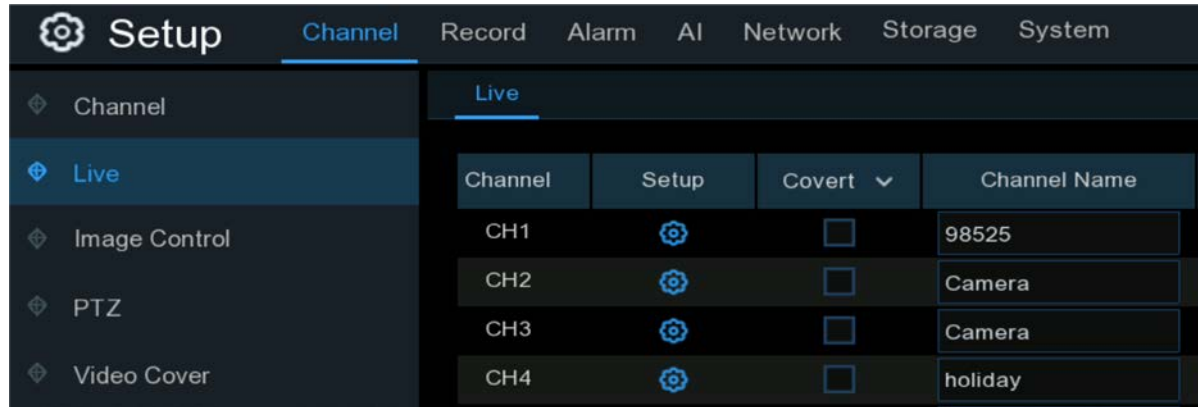 Setup Channel Record Alarm AI Network Storage System
Channel
Live
Image Control
PTZ
Video Cover
Live
Channel Setup Covert Channel Name
CH1 98525
CH2 Camera
CH3 Camera
CH4 holiday